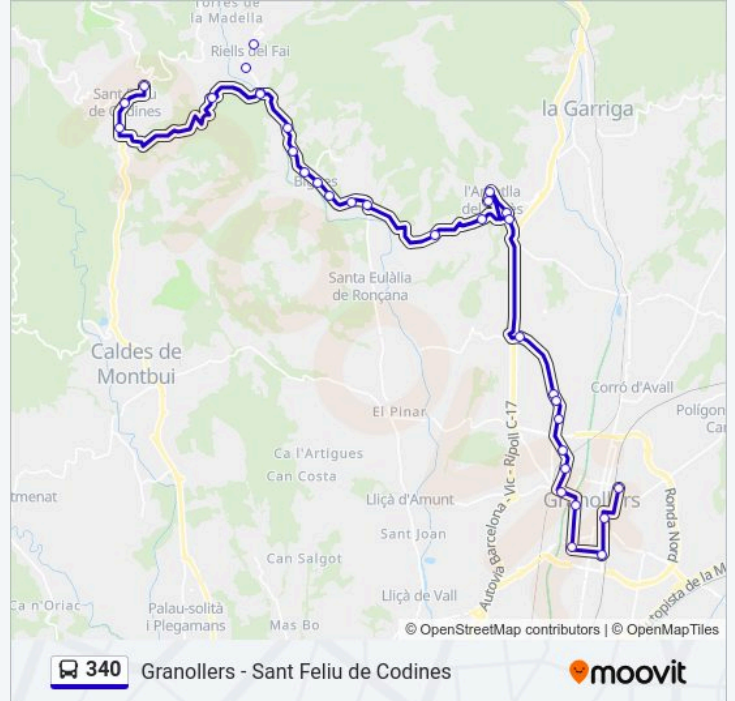 Torres de
la Madella
Riells del Fai
Sant Feliu
de Codines
la Garriga
Bigues
l'Ametlla
del Vallès
Santa Eulàlia
de Ronçana
Caldes de
Montbui
Corró d'Avall
El Pinar
Polígon
Ca l'Artigues
Can Costa
Autovia Barcelona - Vic - Ripoll C-17
tmenat
Lliçà d'Amunt
Granollers
Ronda Nord
Sant Joan
Can Salgot
Ca n'Oriac
Palau-solità
i Plegamans
Lliçà de Vall
Mas Bo
topista de la M
© OpenStreetMap contributors | © OpenMapTiles
340 Granollers - Sant Feliu de Codines
moovit